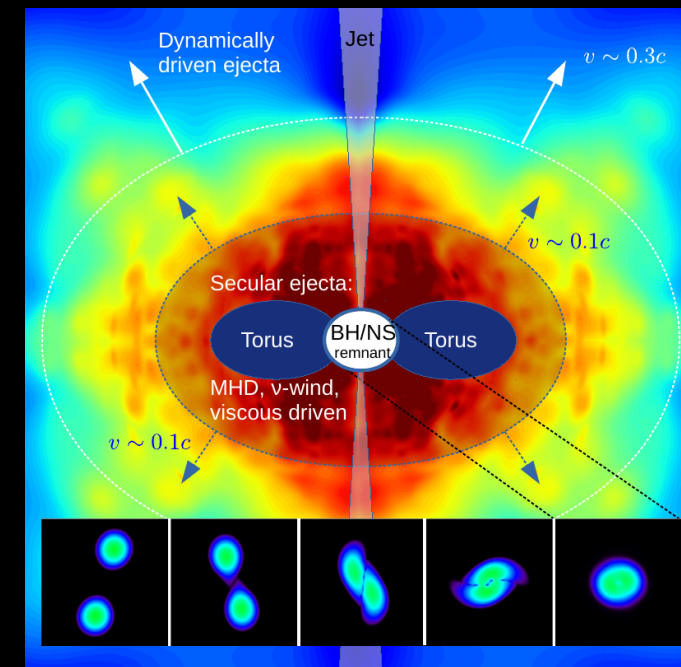 Dynamically
driven ejecta
Jet
v ∼ 0.3c
v ∼ 0.1c
Secular ejecta:
Torus
BH/NS
remnant
Torus
MHD, ν-wind,
viscous driven
v ∼ 0.1c